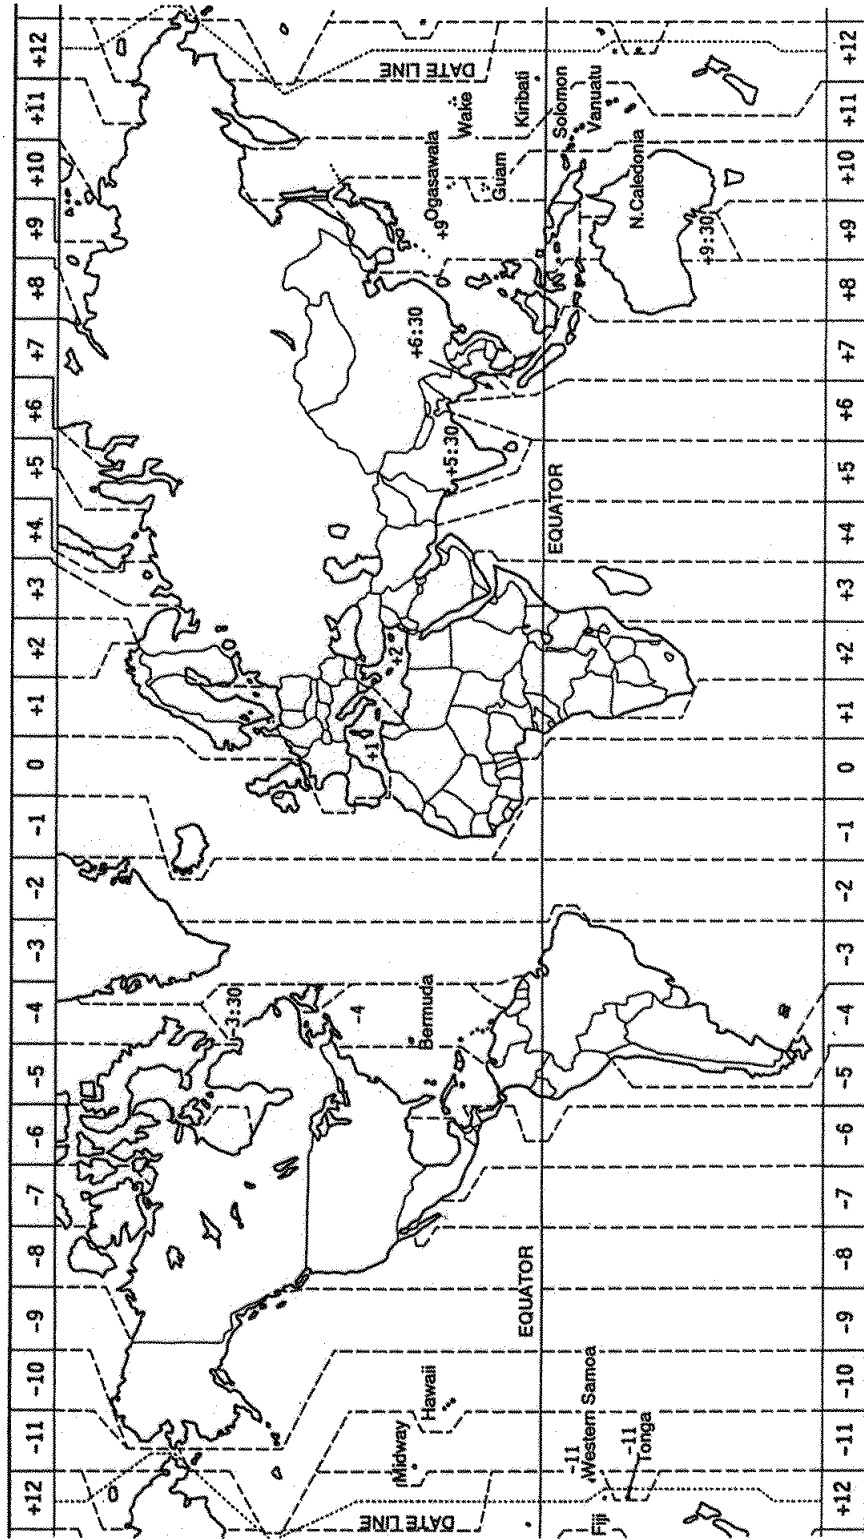 +12 -11 -10 -9 -8 -7 -6 -5 -4 -3 -2 -1 0 +1 +2 +3 +4 +5 +6 +7 +8 +9 +10 +11 +12
-3:30
-4
DATE LINE
DATE LINE
+1
+2
Midway
+6:30
Bermuda
Hawaii
Ogasawala
+9
+5:30
Wake
Guam
Kiribati
EQUATOR
EQUATOR
Solomon
-11
Western Samoa
Vanuatu
Fiji
-11
Tonga
N.Caledonia
+9:30
+12 -11 -10 -9 -8 -7 -6 -5 -4 -3 -2 -1 0 +1 +2 +3 +4 +5 +6 +7 +8 +9 +10 +11 +12